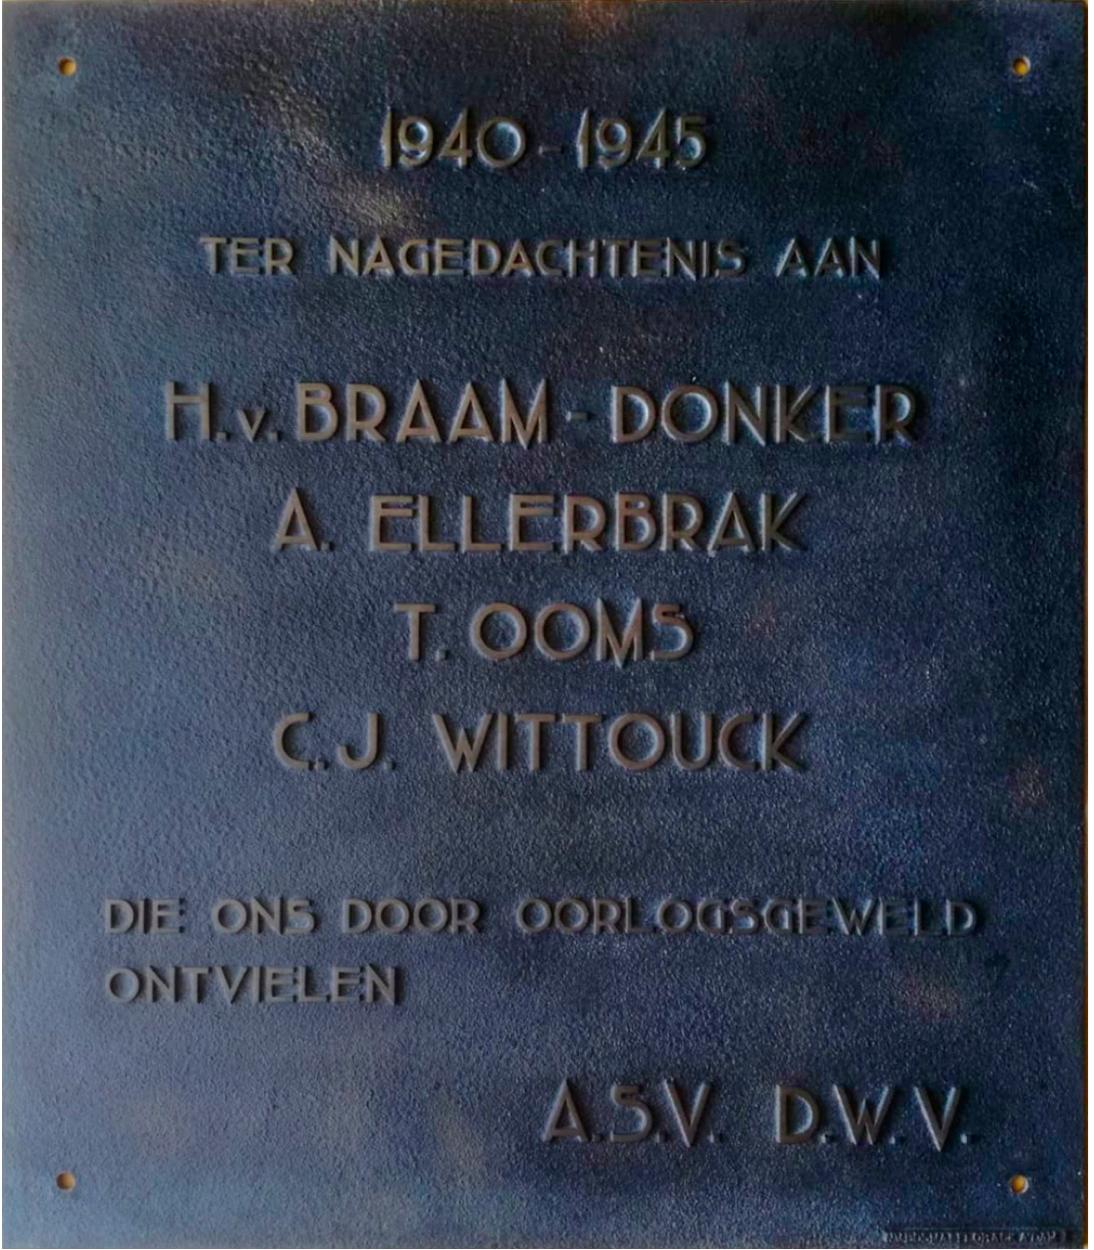 1940 - 1945
TER NAGEDACHTENIS AAN
H.v. BRAAM - DONKER
A. ELLERBRAK
T. OOMS
C.J. WITTOUCK
DIE ONS DOOR OORLOGSGEWELD
ONTVIELEN
A.S.V. D.W.V.